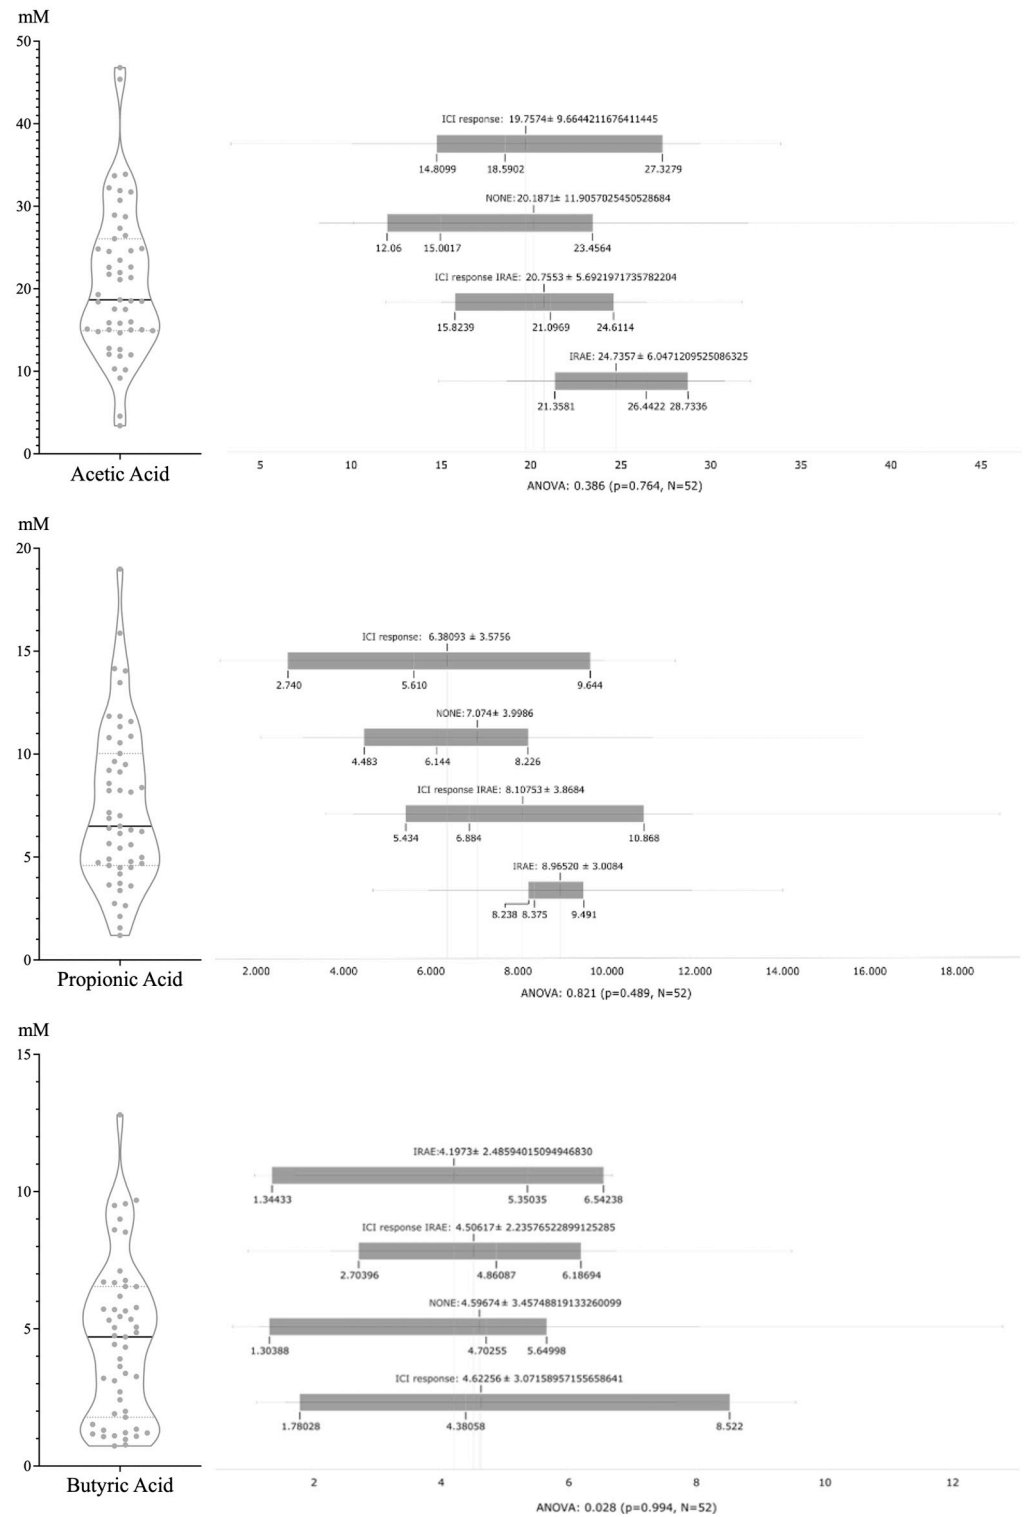 mM
50
40
30
20
10
0
Acetic Acid
ICI response: 19.7574± 9.6644211676411445
14.8099 18.5902 27.3279
NONE: 20.1871± 11.9057025450528684
12.06 15.0017 23.4564
ICI response IRAE: 20.7553 ± 5.6921971735782204
15.8239 21.0969 24.6114
IRAE: 24.7357± 6.0471209525086325
21.3581 26.4422 28.7336
5 10 15 20 25 30 35 40 45
ANOVA: 0.386 (p=0.764, N=52)
mM
20
15
10
5
0
Propionic Acid
ICI response: 6.38093 ± 3.5756
2.740 5.610 9.644
NONE: 7.074± 3.9986
4.483 6.144 8.226
ICI response IRAE: 8.10753 ± 3.8684
5.434 6.884 10.868
IRAE: 8.96520 ± 3.0084
8.238 8.375 9.491
2.000 4.000 6.000 8.000 10.000 12.000 14.000 16.000 18.000
ANOVA: 0.821 (p=0.489, N=52)
mM
15
10
5
0
Butyric Acid
IRAE:4.1973± 2.48594015094946830
1.34433 5.35035 6.54238
ICI response IRAE: 4.50617± 2.23576522899125285
2.70396 4.86087 6.18694
NONE: 4.59674± 3.45748819133260099
1.30388 4.70255 5.64998
ICI response: 4.62256± 3.07158957155658641
1.78028 4.38058 8.522
2 4 6 8 10 12
ANOVA: 0.028 (p=0.994, N=52)